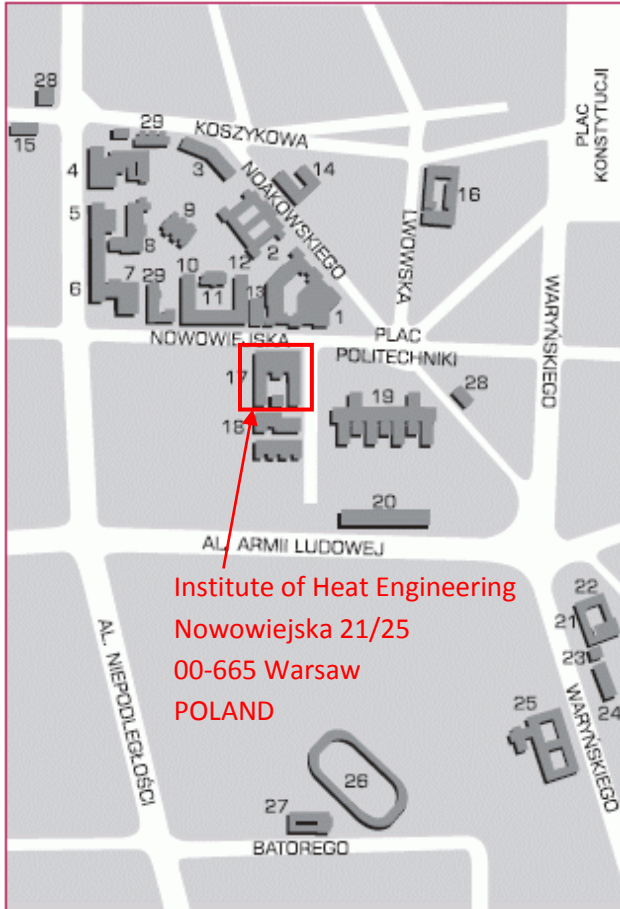 28
15
29
KOSZYKOWA
PLAC
KONSTYTUCJI
4
3
14
NOAKOWSKIEGO
16
5
9
8
2
LWOWSKA
6
7
29
10
12
11
13
1
WARYŃSKIEGO
NOWOWIEJSKA
PLAC
POLITECHNIKI
17
28
19
18
20
AL. ARMII LUDOWEJ
Institute of Heat Engineering
Nowowiejska 21/25
00-665 Warsaw
POLAND
22
21
23
24
AL. NIEPODLEGŁOŚCI
25
WARYŃSKIEGO
26
27
BATOREGO